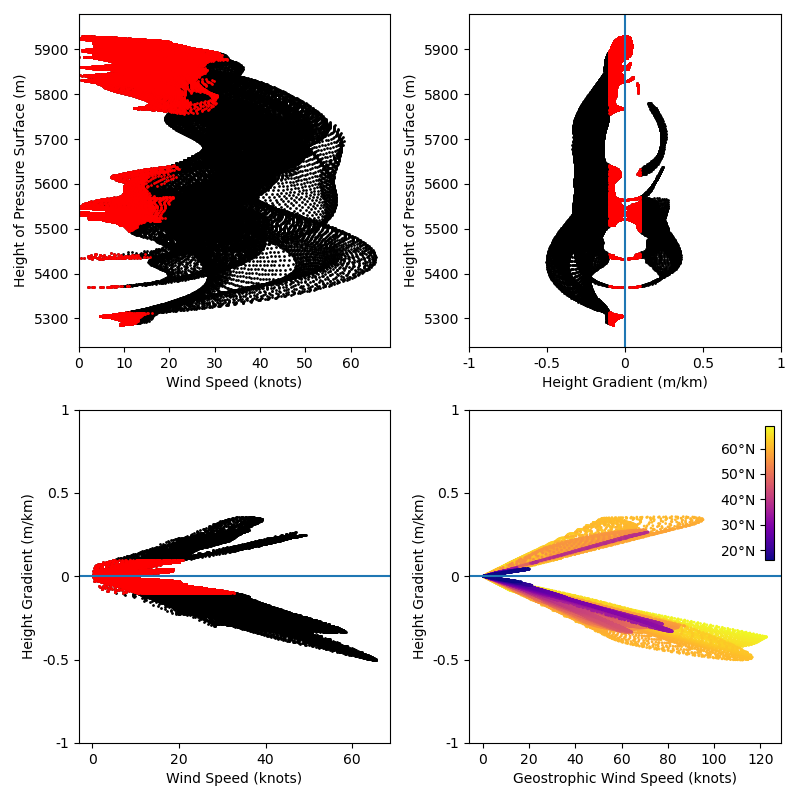 5900
5800
5700
5600
5500
5400
5300
Height of Pressure Surface (m)
0 10 20 30 40 50 60
Wind Speed (knots)
5900
5800
5700
5600
5500
5400
5300
Height of Pressure Surface (m)
-1 -0.5 0 0.5 1
Height Gradient (m/km)
1
0.5
0
-0.5
-1
Height Gradient (m/km)
0 20 40 60
Wind Speed (knots)
1
0.5
0
-0.5
-1
Height Gradient (m/km)
60°N
50°N
40°N
30°N
20°N
0 20 40 60 80 100 120
Geostrophic Wind Speed (knots)